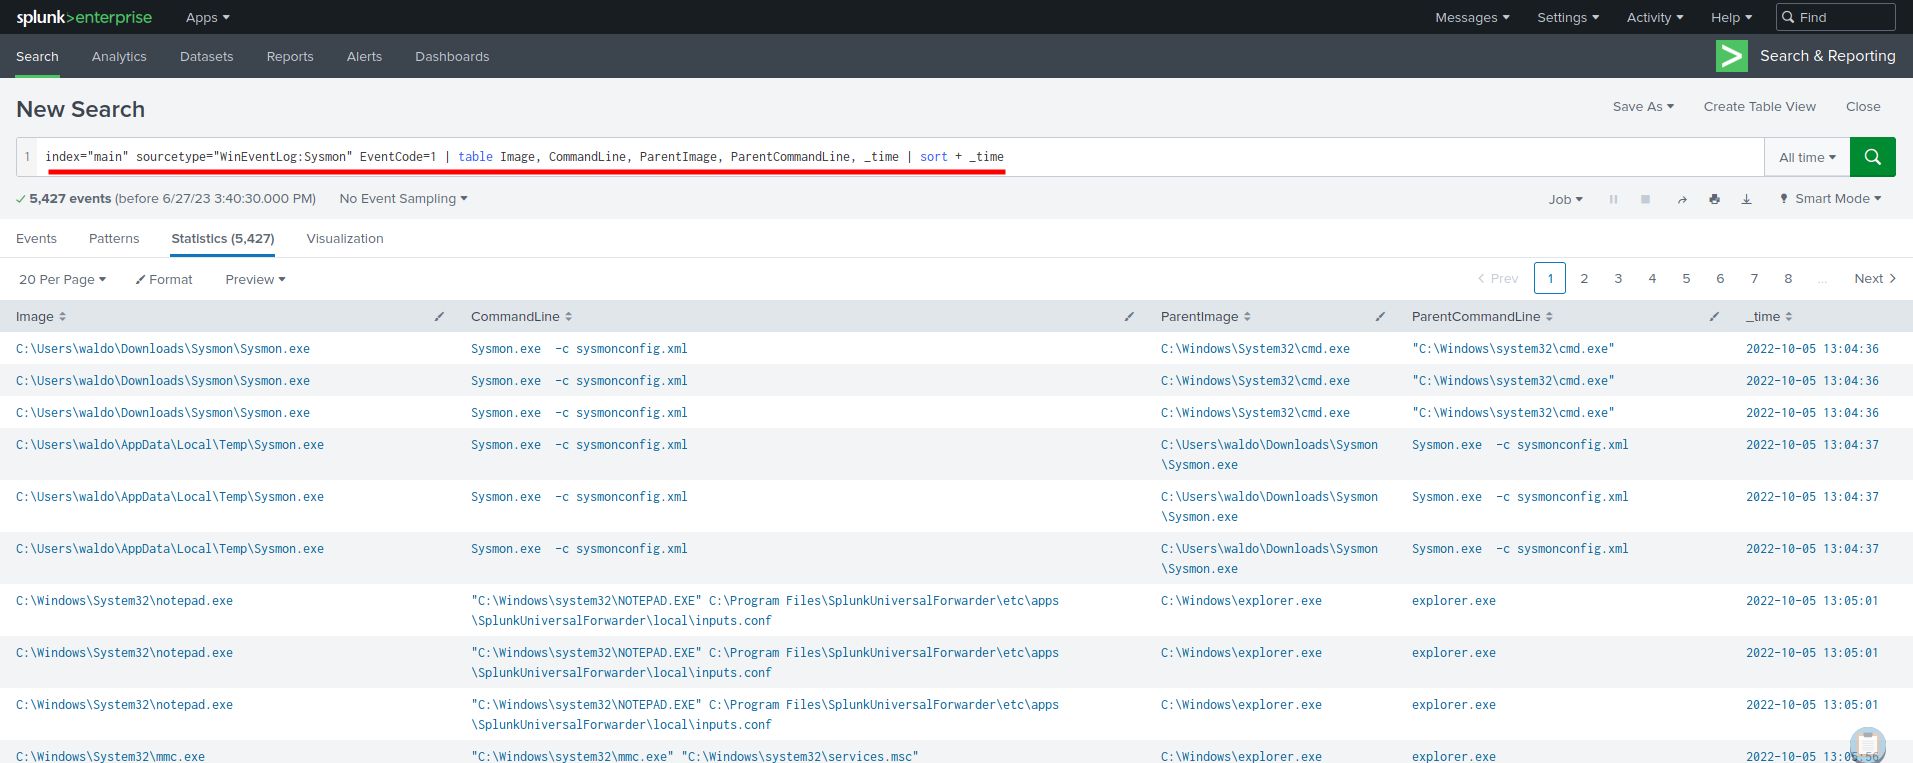 splunk>enterprise Apps Messages Settings Activity Help Find
Search Analytics Datasets Reports Alerts Dashboards Search & Reporting
New Search Save As Create Table View Close
1 index="main" sourcetype="WinEventLog:Sysmon" EventCode=1 | table Image, CommandLine, ParentImage, ParentCommandLine, _time | sort + _time All time
5,427 events (before 6/27/23 3:40:30.000 PM) No Event Sampling Job Smart Mode
Events Patterns Statistics (5,427) Visualization
20 Per Page Format Preview < Prev 1 2 3 4 5 6 7 8 ... Next >
Image CommandLine ParentImage ParentCommandLine _time
C:\Users\waldo\Downloads\Sysmon\Sysmon.exe Sysmon.exe -c sysmonconfig.xml C:\Windows\System32\cmd.exe "C:\Windows\system32\cmd.exe" 2022-10-05 13:04:36
C:\Users\waldo\Downloads\Sysmon\Sysmon.exe Sysmon.exe -c sysmonconfig.xml C:\Windows\System32\cmd.exe "C:\Windows\system32\cmd.exe" 2022-10-05 13:04:36
C:\Users\waldo\Downloads\Sysmon\Sysmon.exe Sysmon.exe -c sysmonconfig.xml C:\Windows\System32\cmd.exe "C:\Windows\system32\cmd.exe" 2022-10-05 13:04:36
C:\Users\waldo\AppData\Local\Temp\Sysmon.exe Sysmon.exe -c sysmonconfig.xml C:\Users\waldo\Downloads\Sysmon Sysmon.exe -c sysmonconfig.xml 2022-10-05 13:04:37
\Sysmon.exe
C:\Users\waldo\AppData\Local\Temp\Sysmon.exe Sysmon.exe -c sysmonconfig.xml C:\Users\waldo\Downloads\Sysmon Sysmon.exe -c sysmonconfig.xml 2022-10-05 13:04:37
\Sysmon.exe
C:\Users\waldo\AppData\Local\Temp\Sysmon.exe Sysmon.exe -c sysmonconfig.xml C:\Users\waldo\Downloads\Sysmon Sysmon.exe -c sysmonconfig.xml 2022-10-05 13:04:37
\Sysmon.exe
C:\Windows\System32\notepad.exe "C:\Windows\system32\NOTEPAD.EXE" C:\Program Files\SplunkUniversalForwarder\etc\apps C:\Windows\explorer.exe explorer.exe 2022-10-05 13:05:01
\SplunkUniversalForwarder\local\inputs.conf
C:\Windows\System32\notepad.exe "C:\Windows\system32\NOTEPAD.EXE" C:\Program Files\SplunkUniversalForwarder\etc\apps C:\Windows\explorer.exe explorer.exe 2022-10-05 13:05:01
\SplunkUniversalForwarder\local\inputs.conf
C:\Windows\System32\notepad.exe "C:\Windows\system32\NOTEPAD.EXE" C:\Program Files\SplunkUniversalForwarder\etc\apps C:\Windows\explorer.exe explorer.exe 2022-10-05 13:05:01
\SplunkUniversalForwarder\local\inputs.conf
C:\Windows\System32\mmc.exe "C:\Windows\system32\mmc.exe" "C:\Windows\system32\services.msc" C:\Windows\explorer.exe explorer.exe 2022-10-05 13:05:56